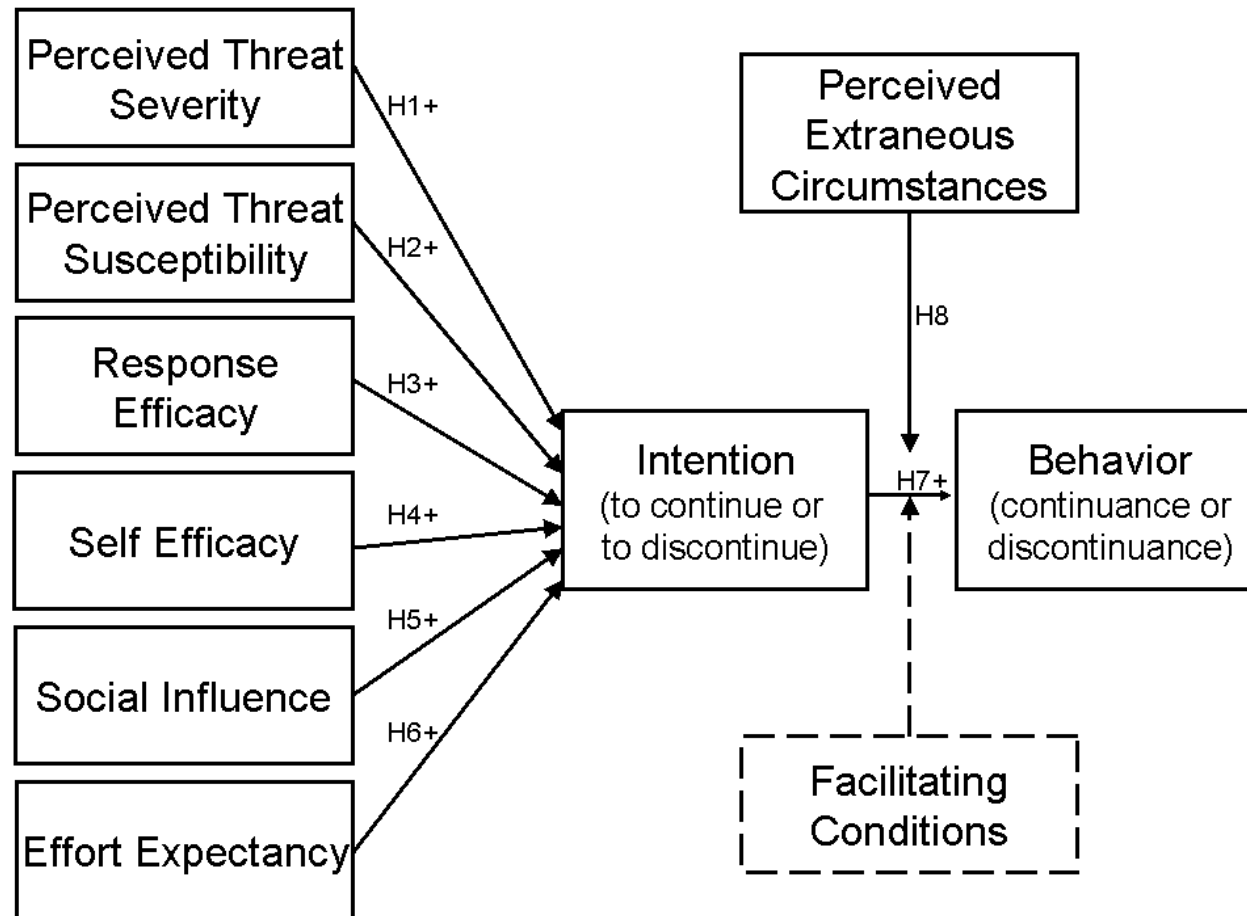 Perceived Threat
Severity
H1+
Perceived Threat
Susceptibility
H2+
Response
Efficacy
H3+
Self Efficacy
H4+
Social Influence
H5+
Effort Expectancy
H6+
Intention
(to continue or
to discontinue)
Perceived
Extraneous
Circumstances
H8
H7+
Behavior
(continuance or
discontinuance)
Facilitating
Conditions